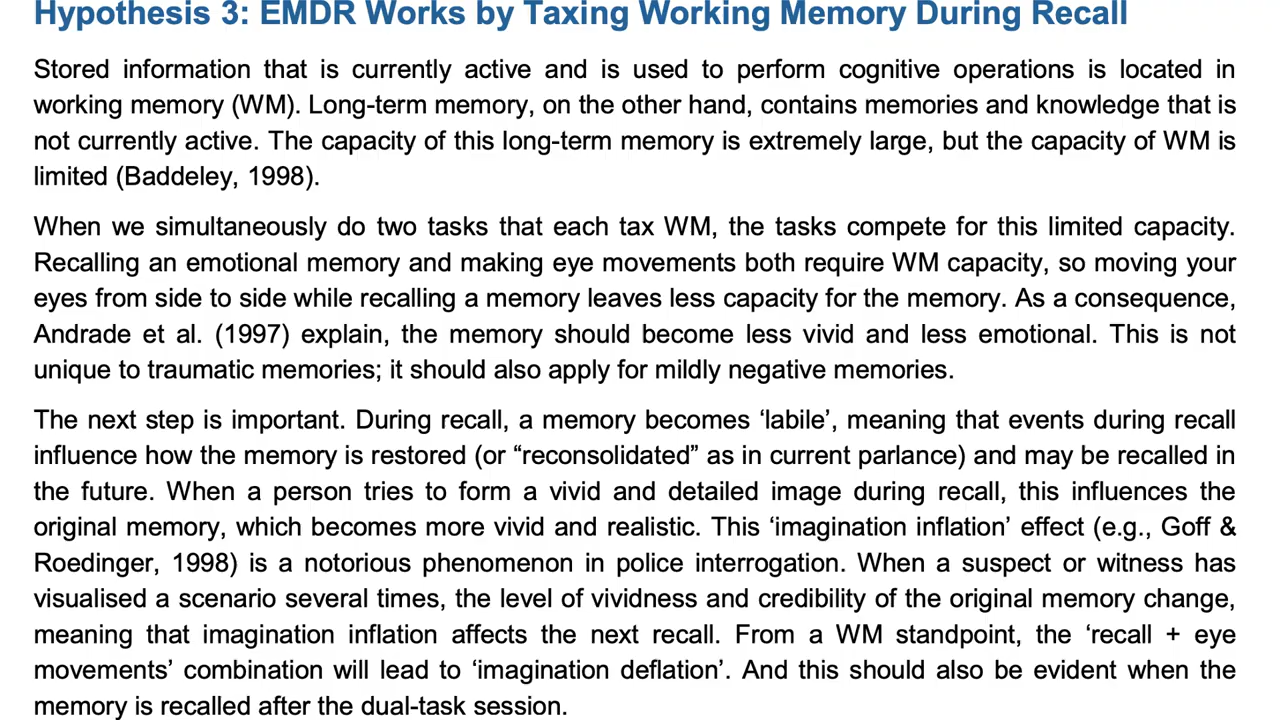 Hypothesis 3: EMDR Works by Taxing Working Memory During Recall
Stored information that is currently active and is used to perform cognitive operations is located in
working memory (WM). Long-term memory, on the other hand, contains memories and knowledge that is
not currently active. The capacity of this long-term memory is extremely large, but the capacity of WM is
limited (Baddeley, 1998).
When we simultaneously do two tasks that each tax WM, the tasks compete for this limited capacity.
Recalling an emotional memory and making eye movements both require WM capacity, so moving your
eyes from side to side while recalling a memory leaves less capacity for the memory. As a consequence,
Andrade et al. (1997) explain, the memory should become less vivid and less emotional. This is not
unique to traumatic memories; it should also apply for mildly negative memories.
The next step is important. During recall, a memory becomes ‘labile’, meaning that events during recall
influence how the memory is restored (or “reconsolidated” as in current parlance) and may be recalled in
the future. When a person tries to form a vivid and detailed image during recall, this influences the
original memory, which becomes more vivid and realistic. This ‘imagination inflation’ effect (e.g., Goff &
Roedinger, 1998) is a notorious phenomenon in police interrogation. When a suspect or witness has
visualised a scenario several times, the level of vividness and credibility of the original memory change,
meaning that imagination inflation affects the next recall. From a WM standpoint, the ‘recall + eye
movements’ combination will lead to ‘imagination deflation’. And this should also be evident when the
memory is recalled after the dual-task session.